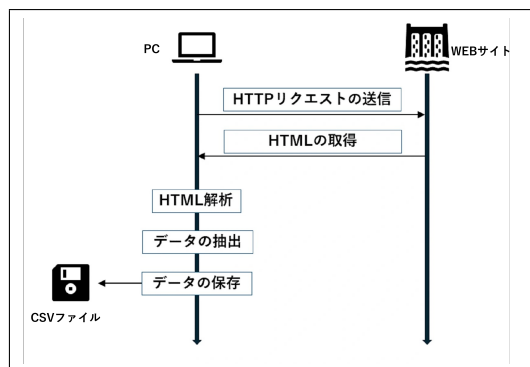 PC
WEBサイト
HTTPリクエストの送信
HTMLの取得
HTML解析
データの抽出
データの保存
CSVファイル